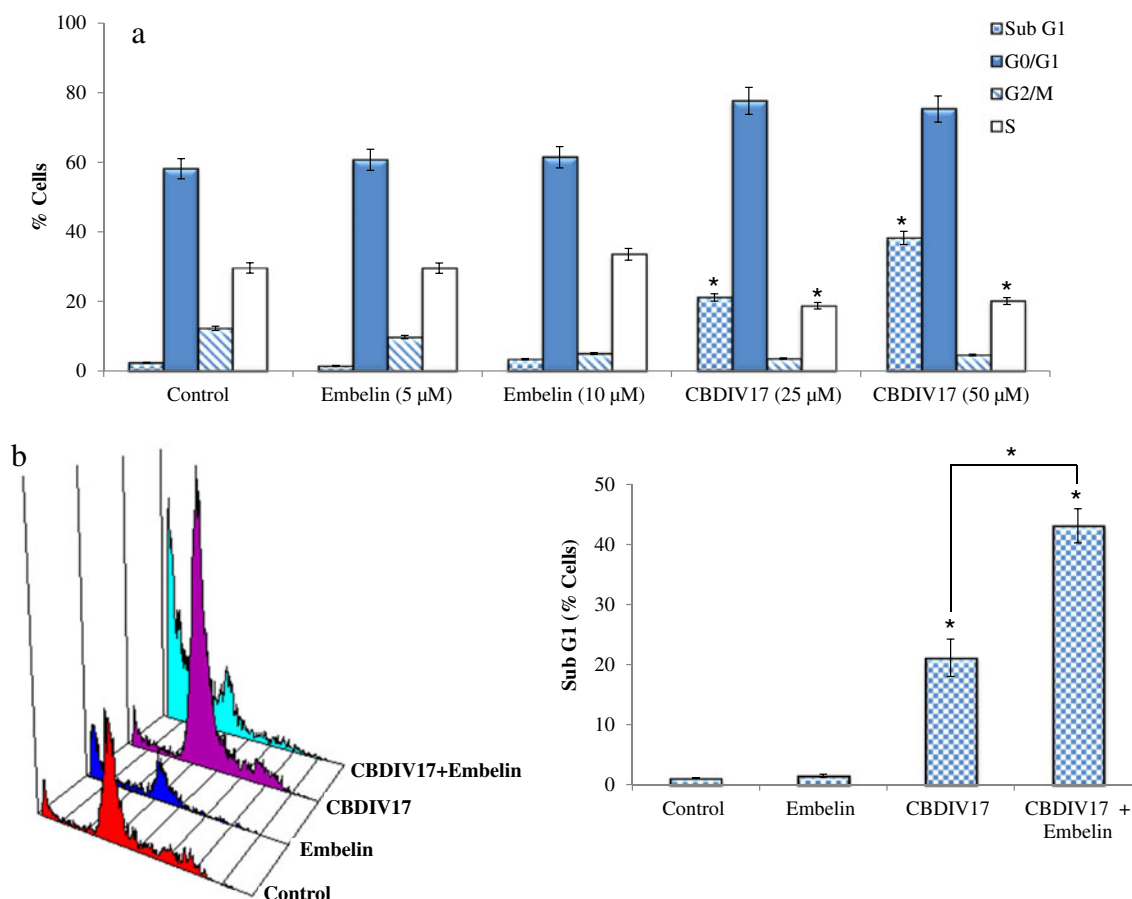 a
100
80
60
40
20
0
% Cells
Sub G1
G0/G1
G2/M
S
* * * *
Control Embelin (5 µM) Embelin (10 µM) CBDIV17 (25 µM) CBDIV17 (50 µM)
b
CBDIV17+Embelin
CBDIV17
Embelin
Control
50
40
30
20
10
0
Sub G1 (% Cells)
*
*
*
Control Embelin CBDIV17 CBDIV17 +
Embelin